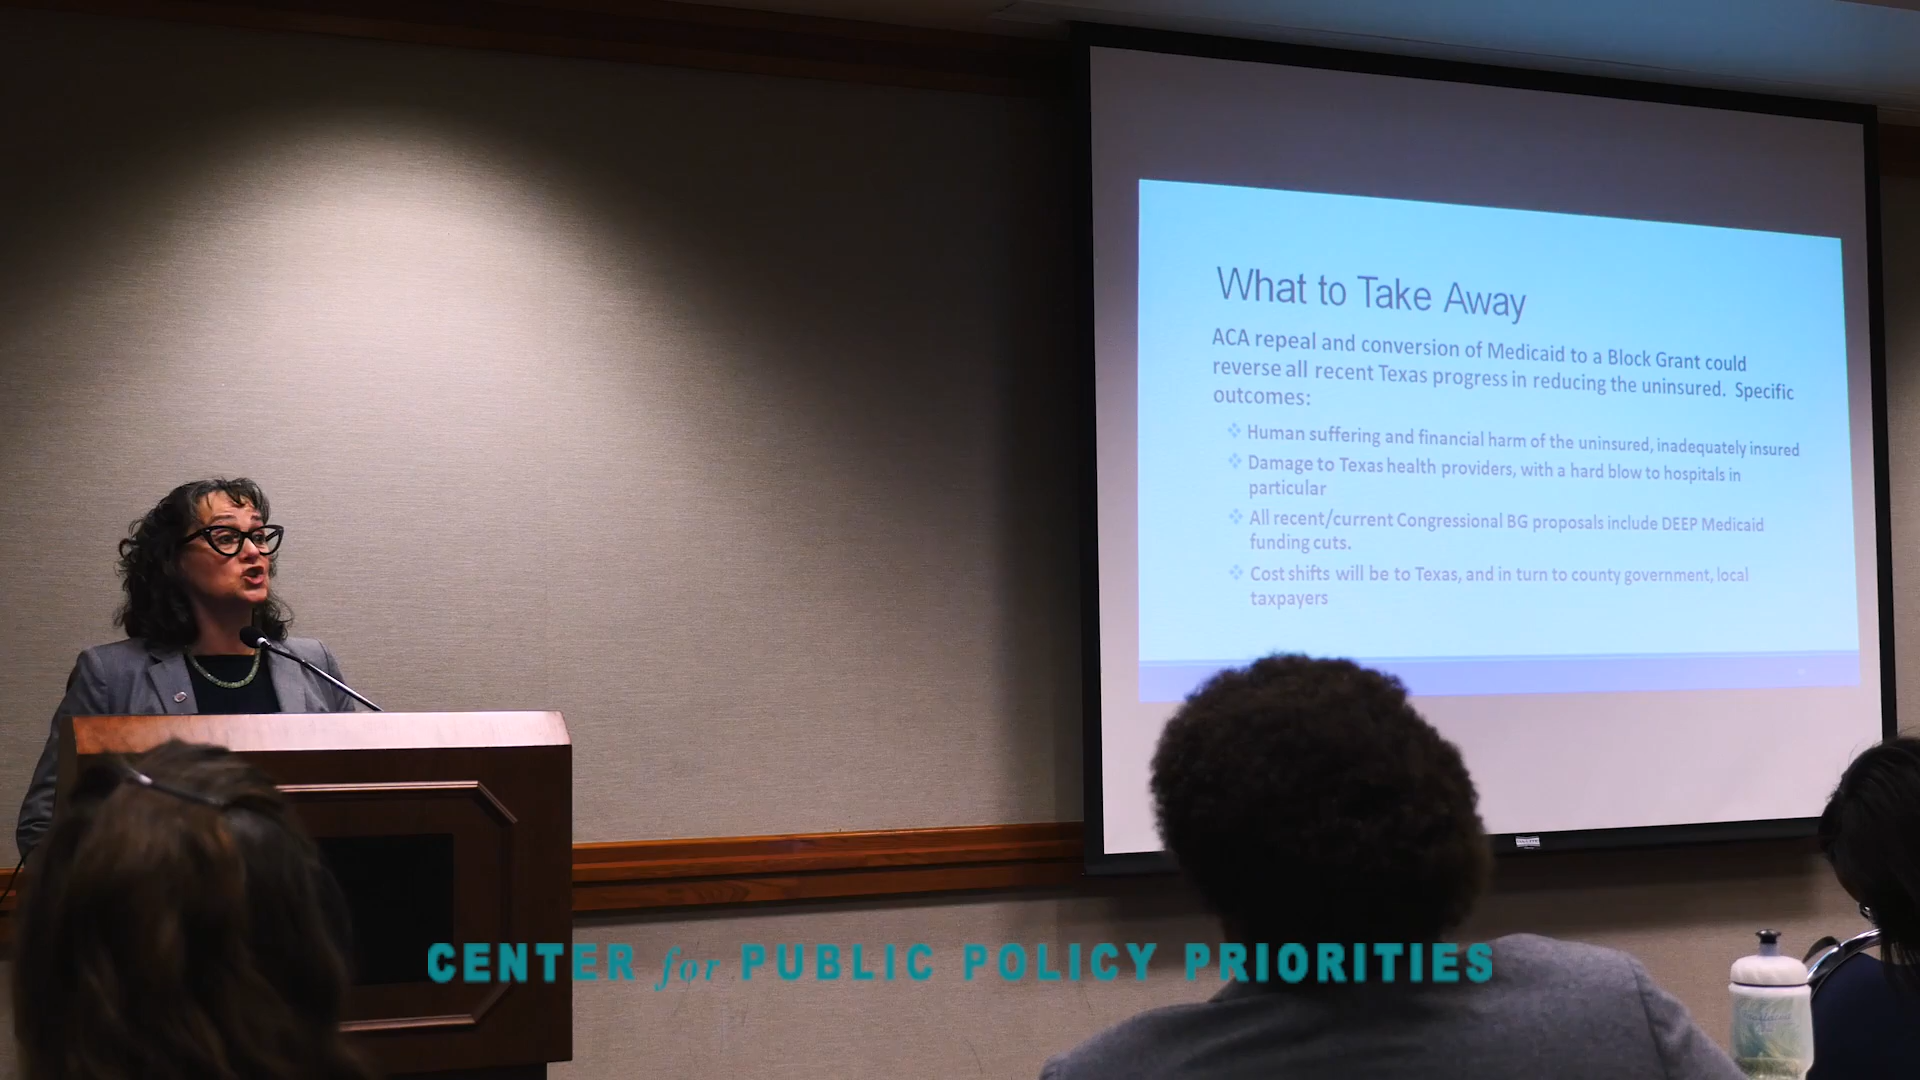 What to Take Away
ACA repeal and conversion of Medicaid to a Block Grant could
reverse all recent Texas progress in reducing the uninsured. Specific
outcomes:
Human suffering and financial harm of the uninsured, inadequately insured
Damage to Texas health providers, with a hard blow to hospitals in
particular
All recent/current Congressional BG proposals include DEEP Medicaid
funding cuts.
Cost shifts will be to Texas, and in turn to county government, local
taxpayers
CENTER for PUBLIC POLICY PRIORITIES